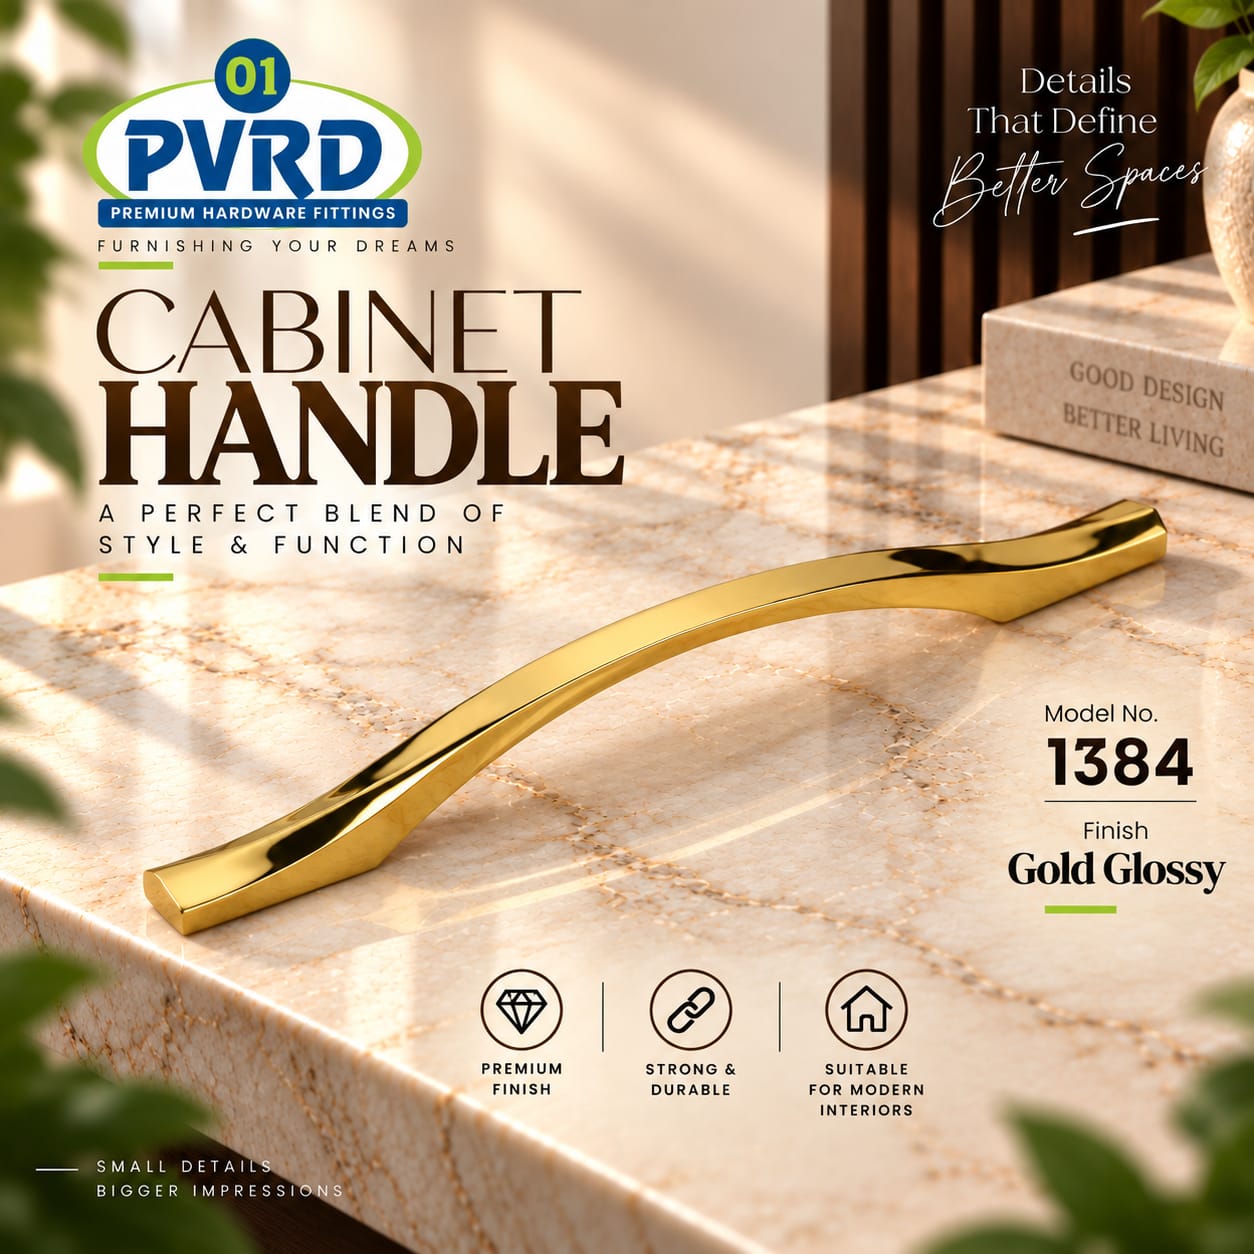 01
PVRD
PREMIUM HARDWARE FITTINGS
FURNISHING YOUR DREAMS
CABINET
HANDLE
A PERFECT BLEND OF
STYLE & FUNCTION
Details
That Define
Better Spaces
GOOD DESIGN
BETTER LIVING
Model No.
1384
Finish
Gold Glossy
PREMIUM
FINISH
STRONG &
DURABLE
SUITABLE
FOR MODERN
INTERIORS
SMALL DETAILS
BIGGER IMPRESSIONS